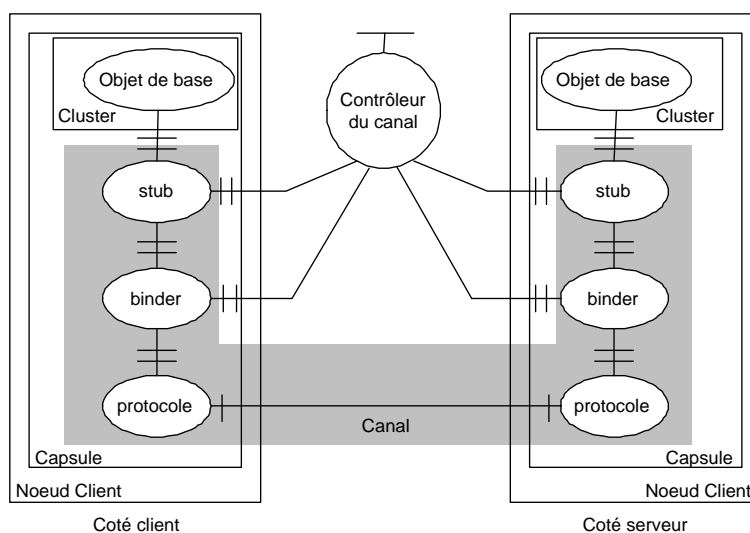 Objet de base
Cluster
Contrôleur
du canal
Objet de base
Cluster
stub
stub
binder
binder
protocole
protocole
Canal
Capsule
Capsule
Noeud Client
Noeud Client
Coté client
Coté serveur